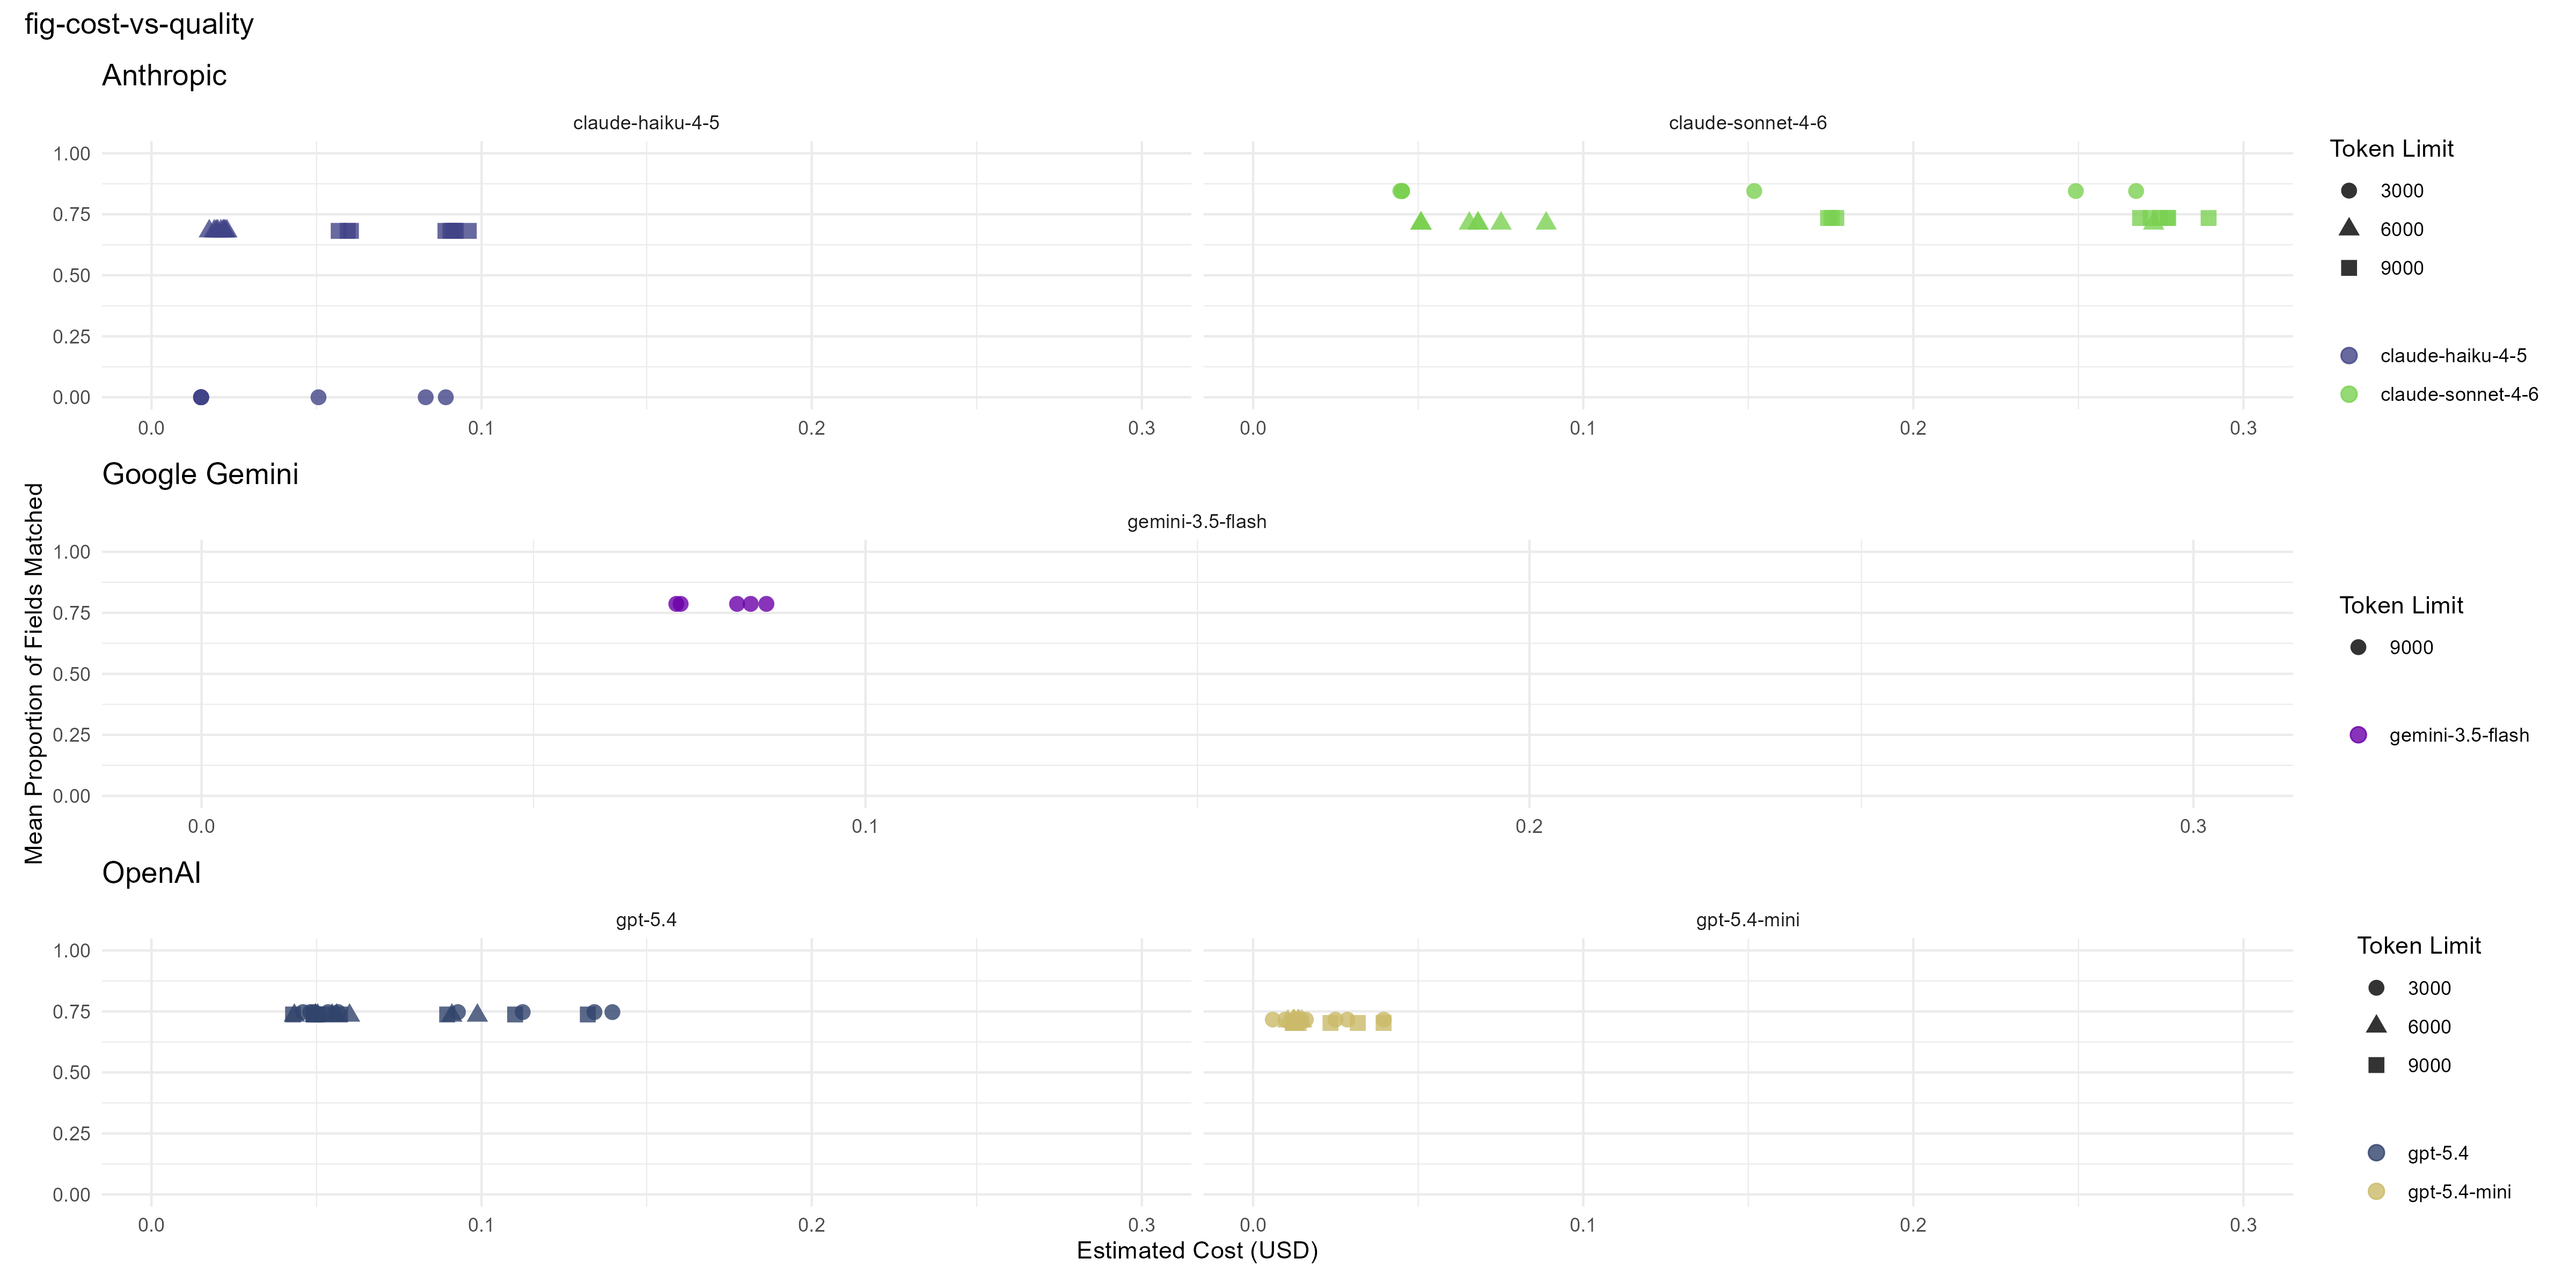 fig-cost-vs-quality
Anthropic
claude-haiku-4-5
claude-sonnet-4-6
1.00
0.75
0.50
0.25
0.00
0.0
0.1
0.2
0.3
0.0
0.1
0.2
0.3
Token Limit
3000
6000
9000
claude-haiku-4-5
claude-sonnet-4-6
Mean Proportion of Fields Matched
Google Gemini
gemini-3.5-flash
1.00
0.75
0.50
0.25
0.00
0.0
0.1
0.2
0.3
Token Limit
9000
gemini-3.5-flash
OpenAI
gpt-5.4
gpt-5.4-mini
1.00
0.75
0.50
0.25
0.00
0.0
0.1
0.2
0.3
0.0
0.1
0.2
0.3
Token Limit
3000
6000
9000
gpt-5.4
gpt-5.4-mini
Estimated Cost (USD)